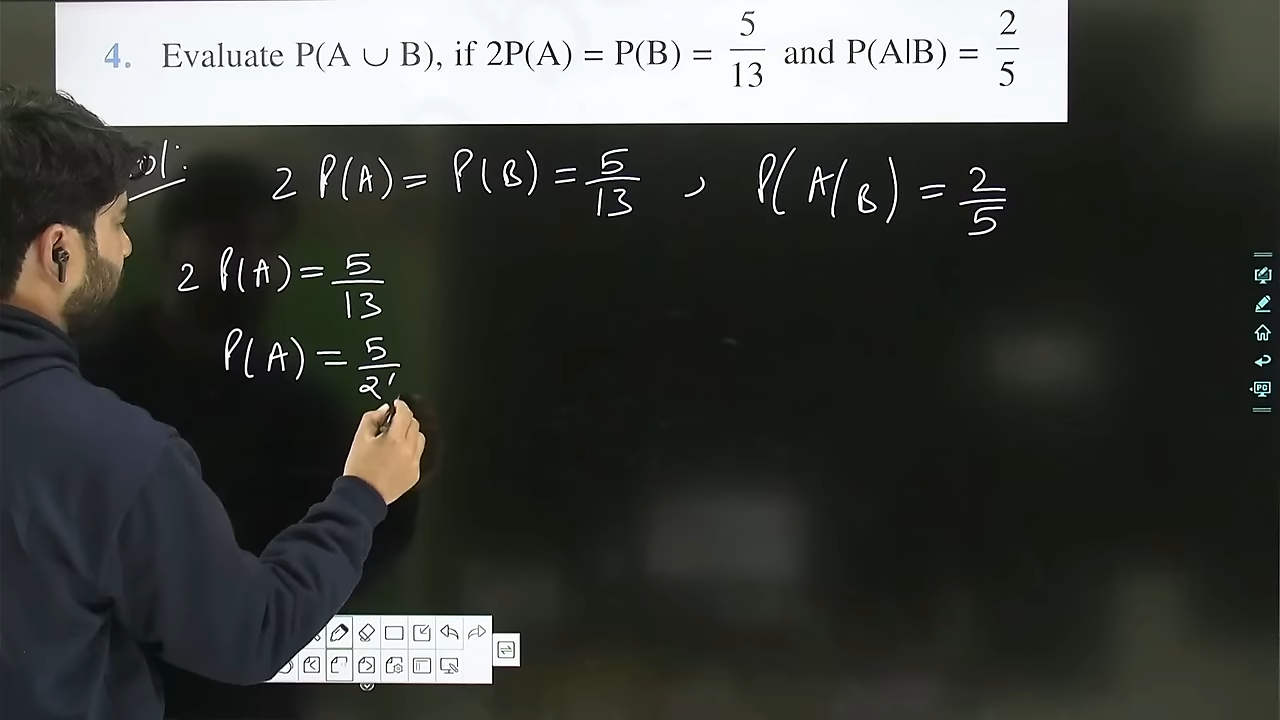 4. Evaluate P(A ∪ B), if 2P(A) = P(B) = 5/13 and P(A|B) = 2/5
ol:
2 P(A) = P(B) = 5/13 , P(A/B) = 2/5
2 P(A) = 5/13
P(A) = 5/2